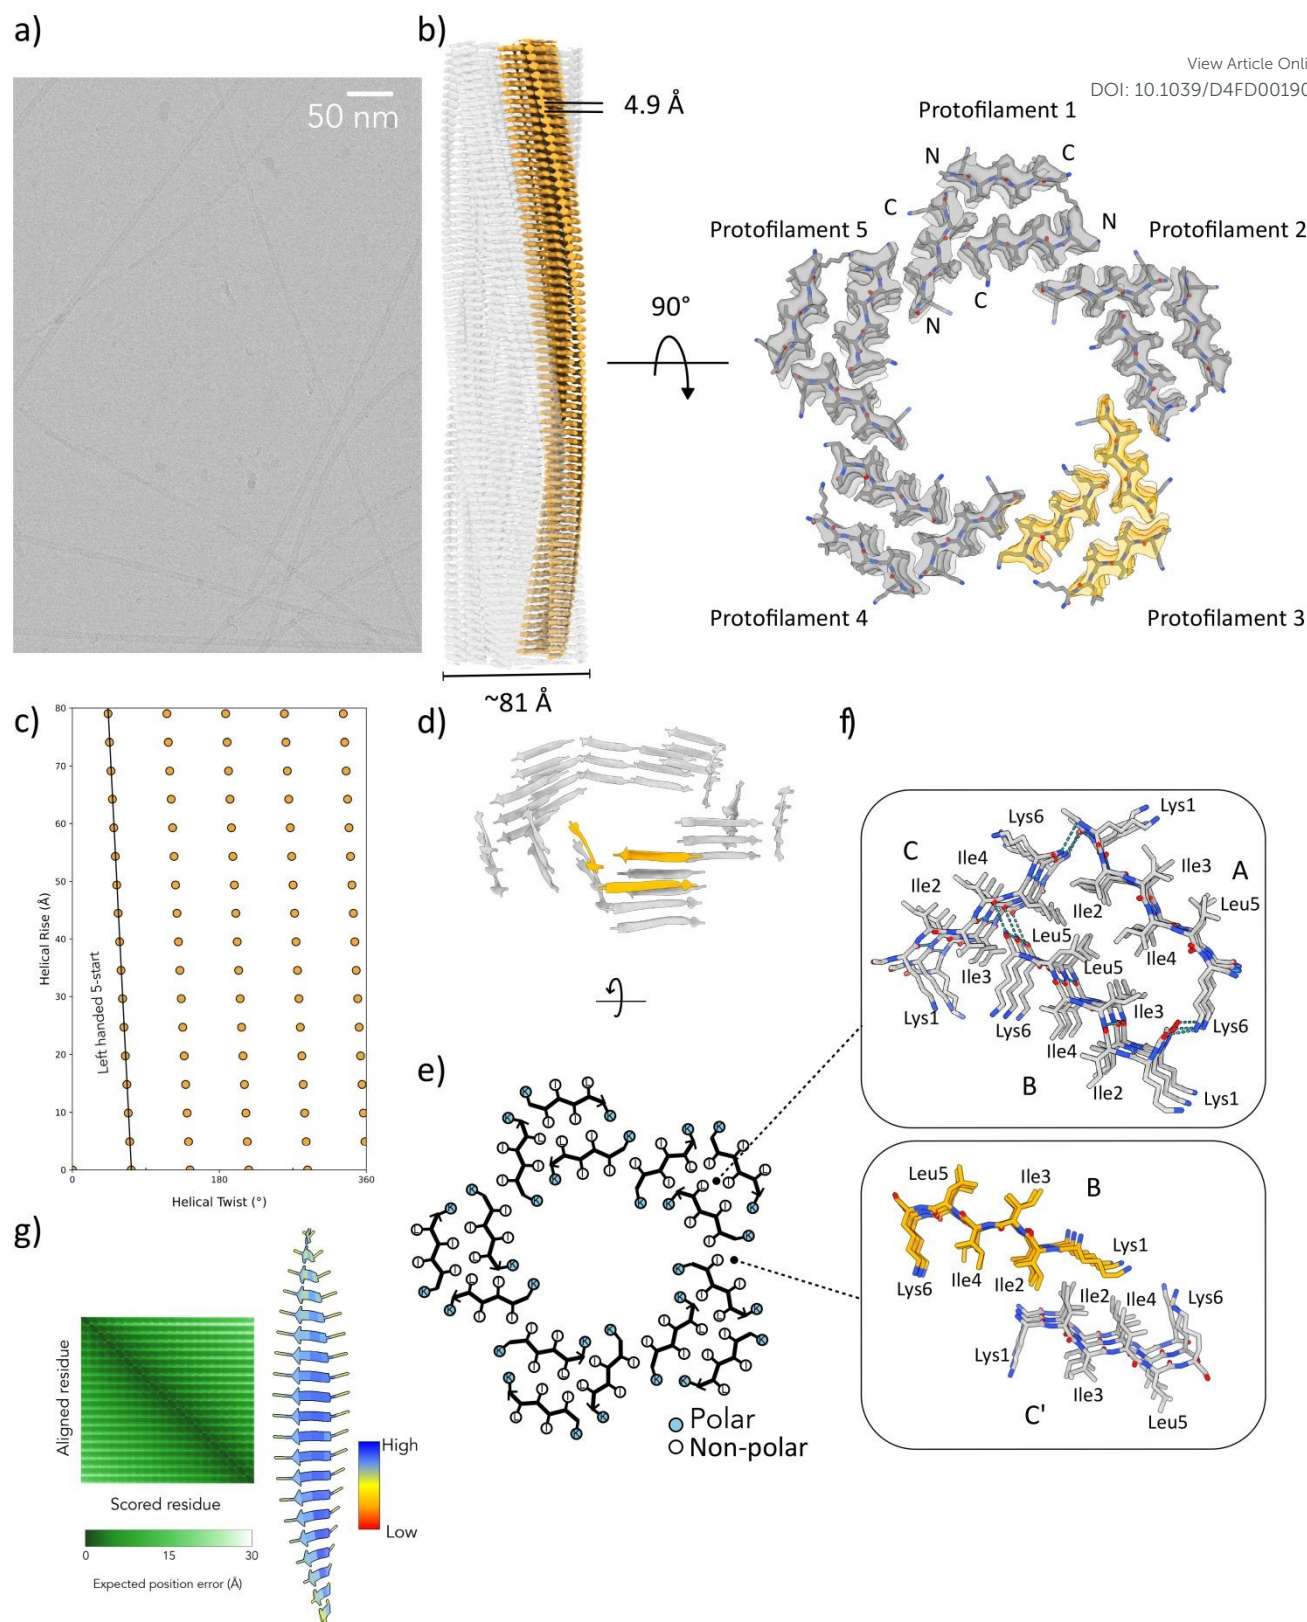 a)
50 nm
b)
4.9 Å
~81 Å
90°
View Article Onli
DOI: 10.1039/D4FD00190
Protofilament 1
N
C
C
N
Protofilament 5
Protofilament 2
C
N
Protofilament 4
Protofilament 3
c)
80
70
60
50
40
30
20
10
0
Helical Rise (Å)
Left handed 5-start
0
180
360
Helical Twist (°)
d)
e)
K
I
I
L
Polar
Non-polar
f)
Lys6
Lys1
C
Ile4
Ile3
A
Ile2
Ile2
Leu5
Leu5
Ile4
Ile3
Leu5
Lys1
Lys6
Ile3
Lys6
Ile4
B
Ile2
Lys1
Leu5
Ile3
B
Lys1
Lys6
Ile4
Ile2
Ile2
Ile4
Lys6
Lys1
Ile3
Leu5
C'
g)
Aligned residue
Scored residue
0
15
30
Expected position error (Å)
High
Low